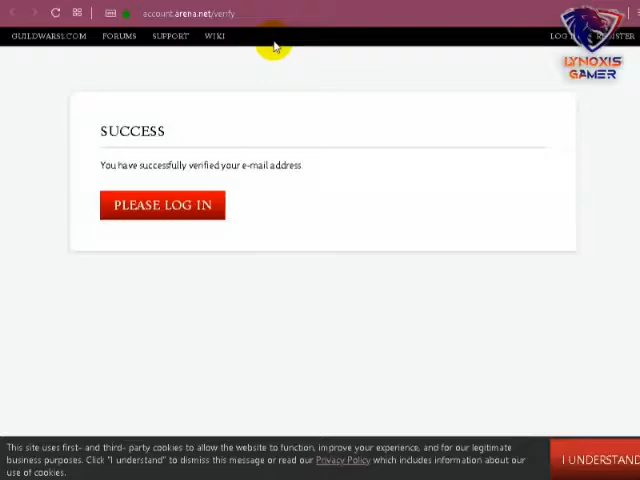 account.arena.net/verify
GUILDWARS2.COM FORUMS SUPPORT WIKI REGISTER
LYNOXIS
GAMER
SUCCESS
You have successfully verified your e-mail address
PLEASE LOG IN
This site uses first- and third- party cookies to allow the website to function, improve your experience, and for our legitimate
business purposes. Click "I understand" to dismiss this message or read our Privacy Policy which includes information about our
use of cookies.
I UNDERSTAND